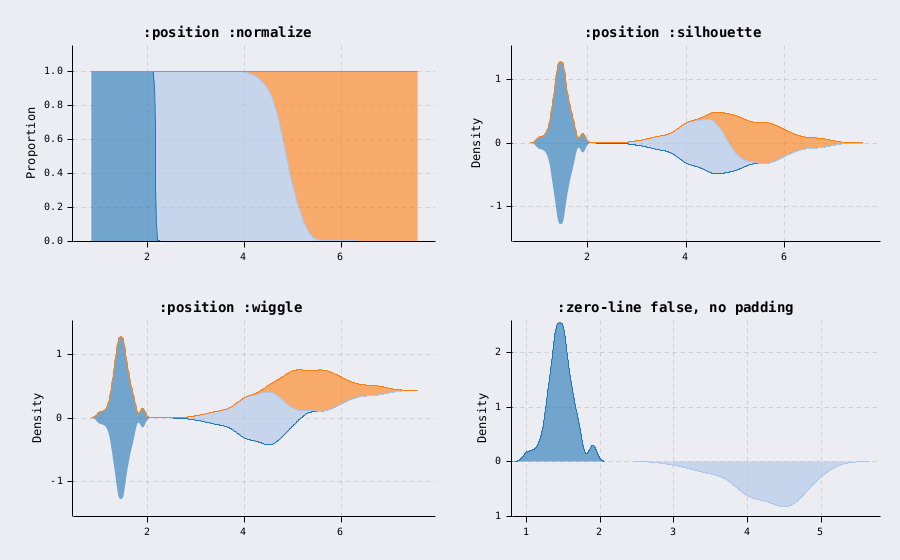 :position :normalize
1.0
0.8
0.6
0.4
0.2
0.0
Proportion
2 4 6
:position :silhouette
1
0
-1
Density
2 4 6
:position :wiggle
1
0
-1
Density
2 4 6
:zero-line false, no padding
2
1
0
1
Density
1 2 3 4 5